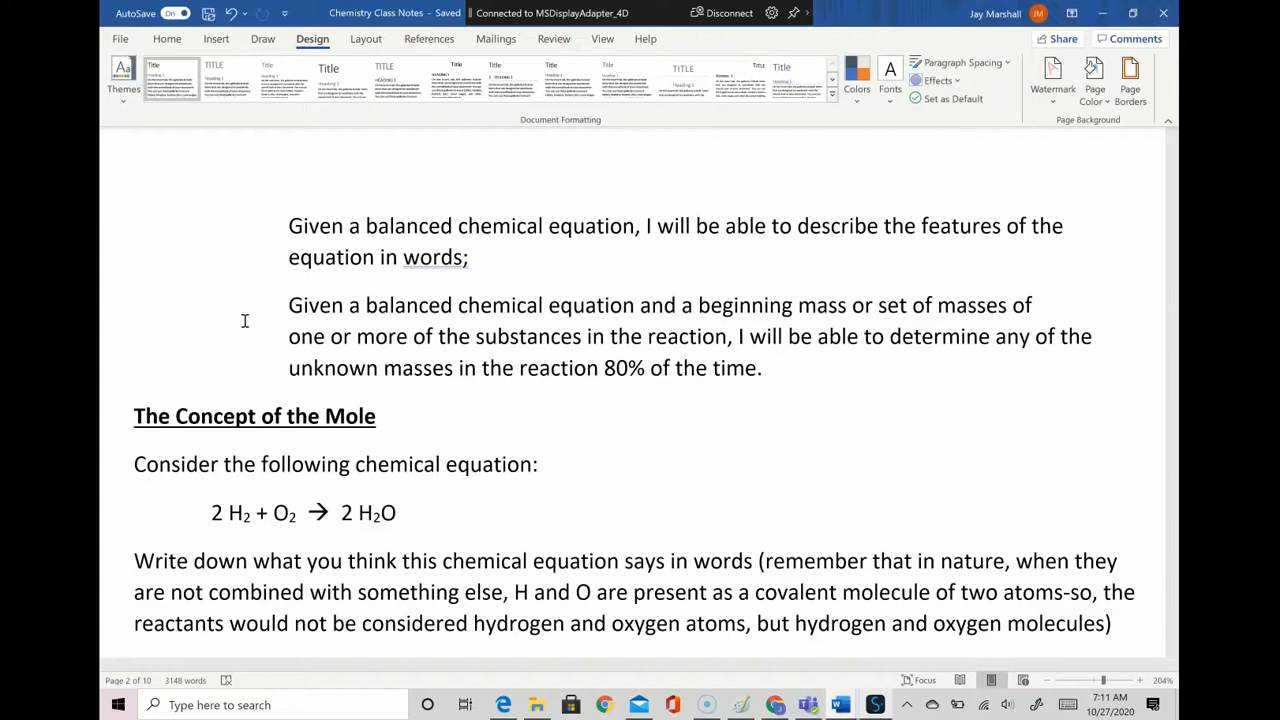 AutoSave On Chemistry Class Notes - Saved Connected to MSDisplayAdapter_4D Disconnect Jay Marshall JM
File Home Insert Draw Design Layout References Mailings Review View Help Share Comments
Themes Colors Fonts Paragraph Spacing Effects Set as Default Watermark Page Color Page Borders
Document Formatting Page Background
Given a balanced chemical equation, I will be able to describe the features of the
equation in words;
Given a balanced chemical equation and a beginning mass or set of masses of
one or more of the substances in the reaction, I will be able to determine any of the
unknown masses in the reaction 80% of the time.
The Concept of the Mole
Consider the following chemical equation:
2 H₂ + O₂ → 2 H₂O
Write down what you think this chemical equation says in words (remember that in nature, when they
are not combined with something else, H and O are present as a covalent molecule of two atoms-so, the
reactants would not be considered hydrogen and oxygen atoms, but hydrogen and oxygen molecules)
Page 2 of 10 3148 words Focus 204%
Type here to search 7:11 AM
10/27/2020